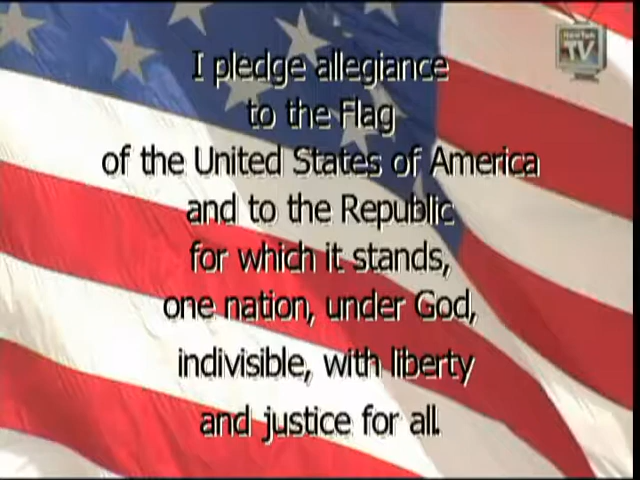 I pledge allegiance
to the Flag
of the United States of America
and to the Republic
for which it stands,
one nation, under God,
indivisible, with liberty
and justice for all.
TV